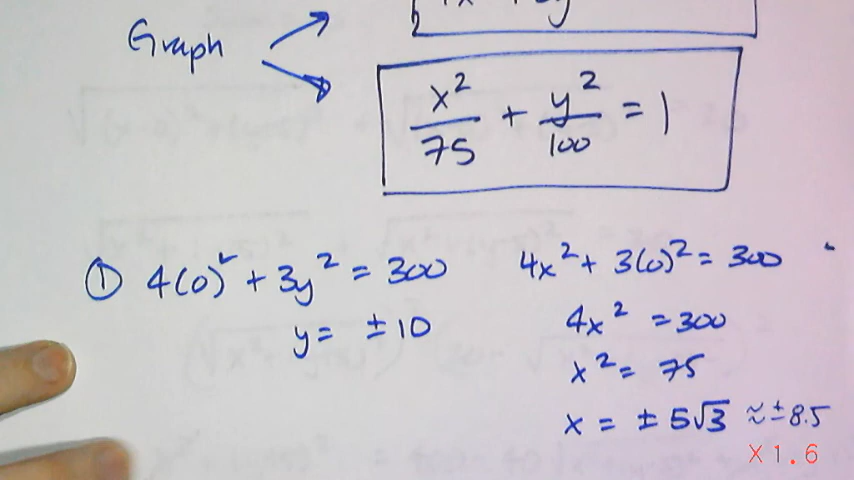 Graph
x²/75 + y²/100 = 1
① 4(0)² + 3y² = 300
y = ±10
4x² + 3(0)² = 300
4x² = 300
x² = 75
x = ±5√3 ≈ ±8.5
X1.6